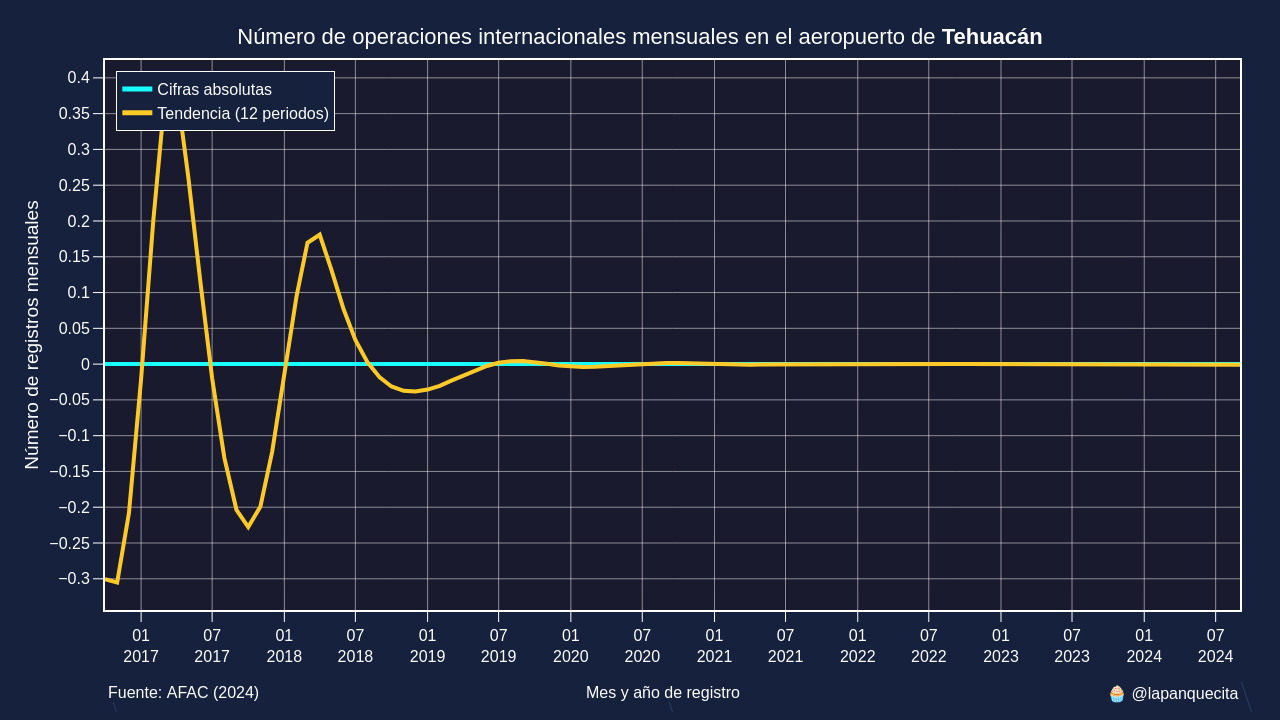 Número de operaciones internacionales mensuales en el aeropuerto de Tehuacán
Cifras absolutas
Tendencia (12 periodos)
Número de registros mensuales
0.4
0.35
0.3
0.25
0.2
0.15
0.1
0.05
0
−0.05
−0.1
−0.15
−0.2
−0.25
−0.3
01 07 01 07 01 07 01 07 01 07 01 07 01 07 01 07
2017 2017 2018 2018 2019 2019 2020 2020 2021 2021 2022 2022 2023 2023 2024 2024
Fuente: AFAC (2024)
Mes y año de registro
🧁 @lapanquecita